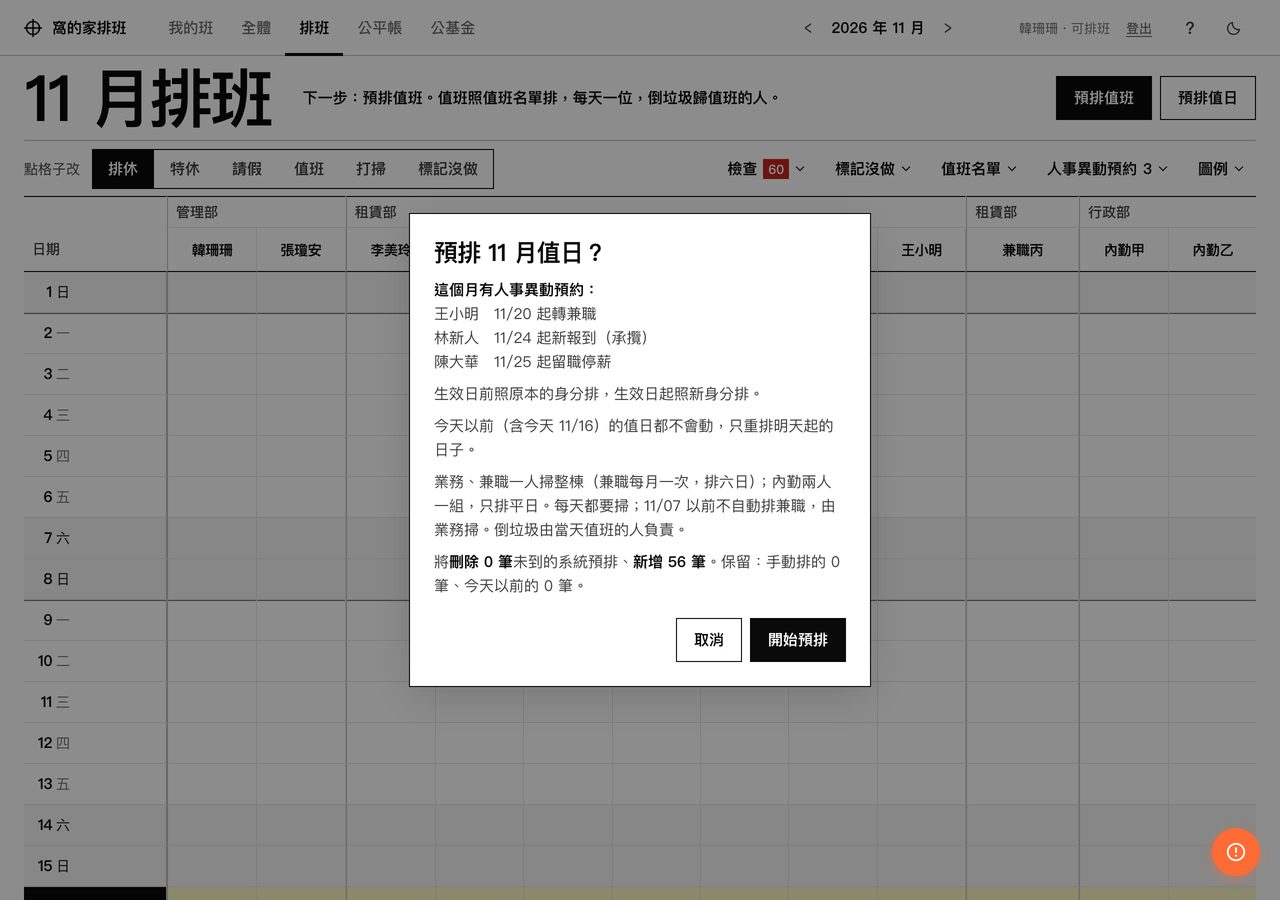 窩的家排班 我的班 全體 排班 公平帳 公基金 2026 年 11 月 韓珊珊 · 可排班 登出 ?
11 月排班 下一步：預排值班。值班照值班名單排，每天一位，倒垃圾歸值班的人。 預排值班 預排值日
點格子改 排休 特休 請假 值班 打掃 標記沒做 檢查 60 標記沒做 值班名單 人事異動預約 3 圖例
管理部 租賃部 租賃部 行政部
日期 韓珊珊 張瓊安 李美玲 王小明 兼職丙 內勤甲 內勤乙
1 日
2 一
3 二
4 三
5 四
6 五
7 六
8 日
9 一
10 二
11 三
12 四
13 五
14 六
15 日
預排 11 月值日？
這個月有人事異動預約：
王小明 11/20 起轉兼職
林新人 11/24 起新報到（承攬）
陳大華 11/25 起留職停薪
生效日前照原本的身分排，生效日起照新身分排。
今天以前（含今天 11/16）的值日都不會動，只重排明天起的
日子。
業務、兼職一人掃整棟（兼職每月一次，排六日）；內勤兩人
一組，只排平日。每天都要掃；11/07 以前不自動排兼職，由
業務掃。倒垃圾由當天值班的人負責。
將刪除 0 筆未到的系統預排、新增 56 筆。保留：手動排的 0
筆、今天以前的 0 筆。
取消 開始預排